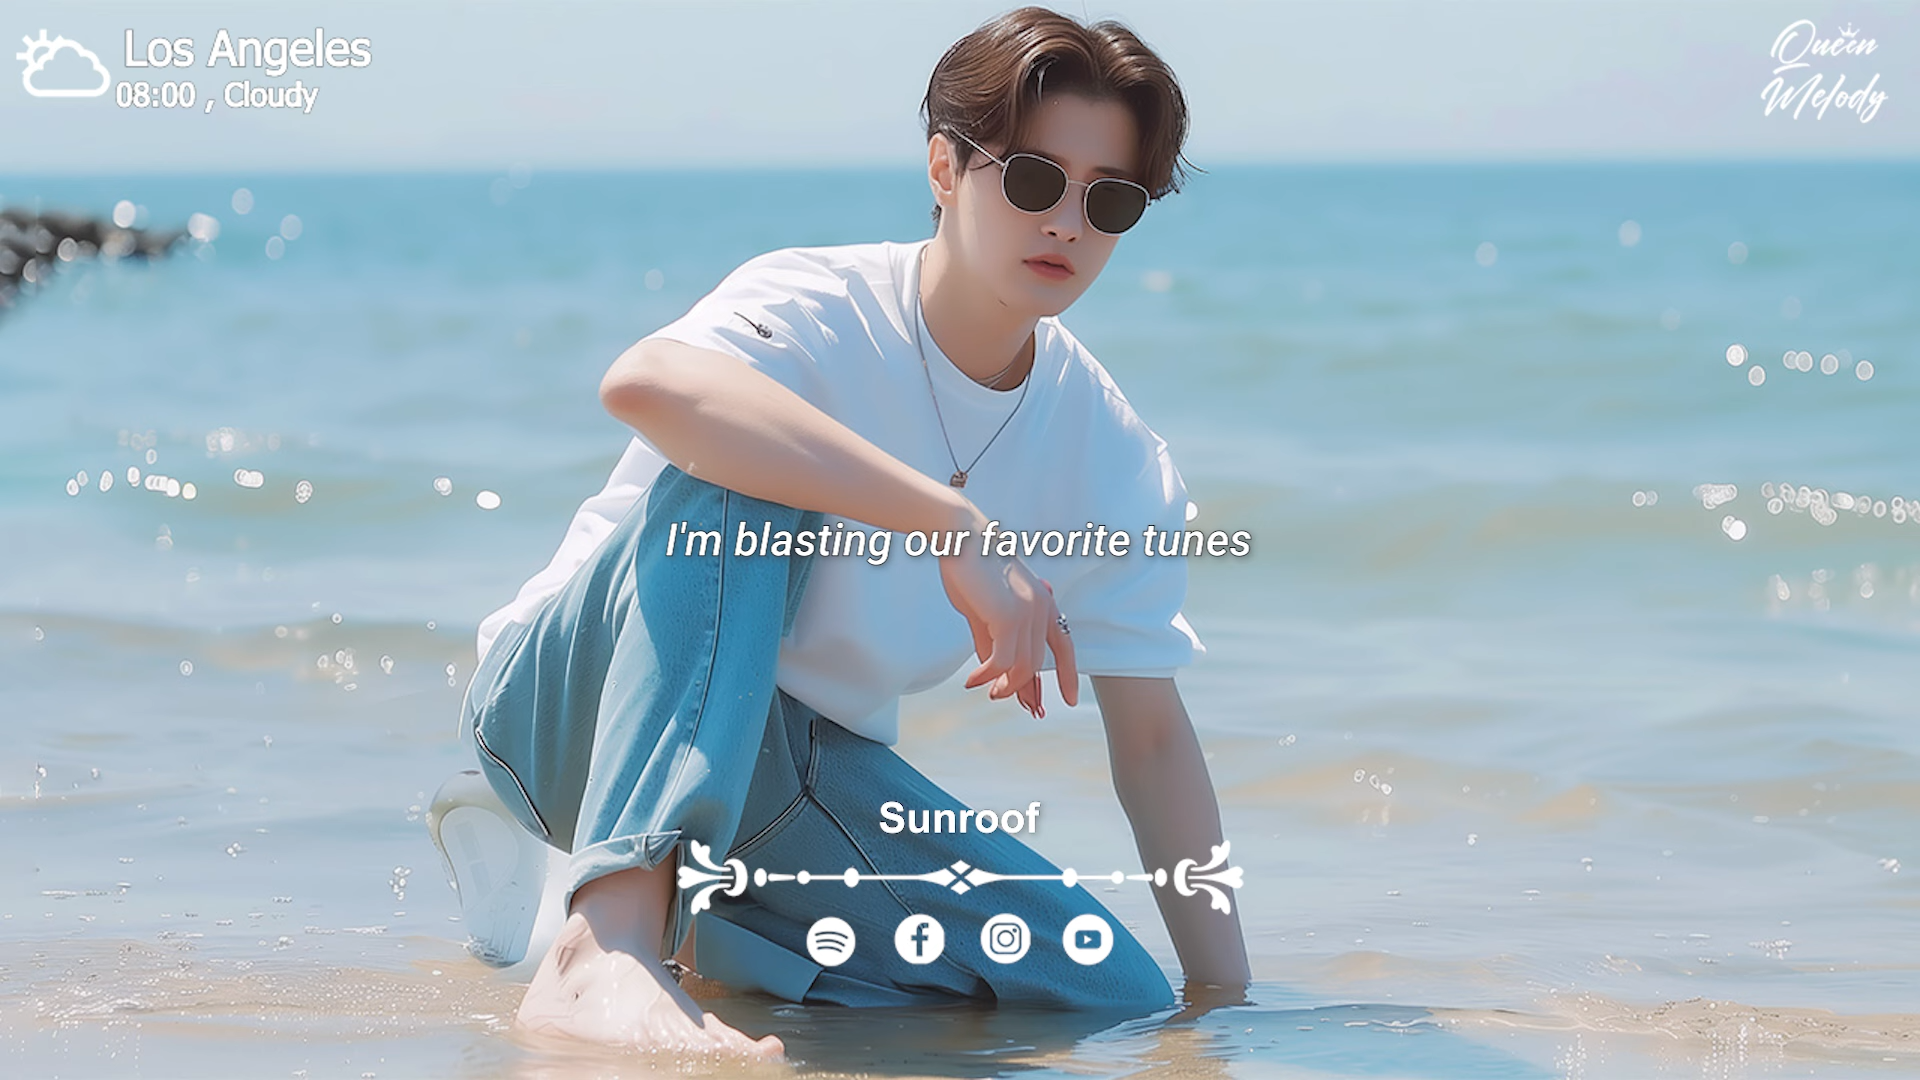 Los Angeles
08:00 , Cloudy
Queen
Melody
I'm blasting our favorite tunes
Sunroof